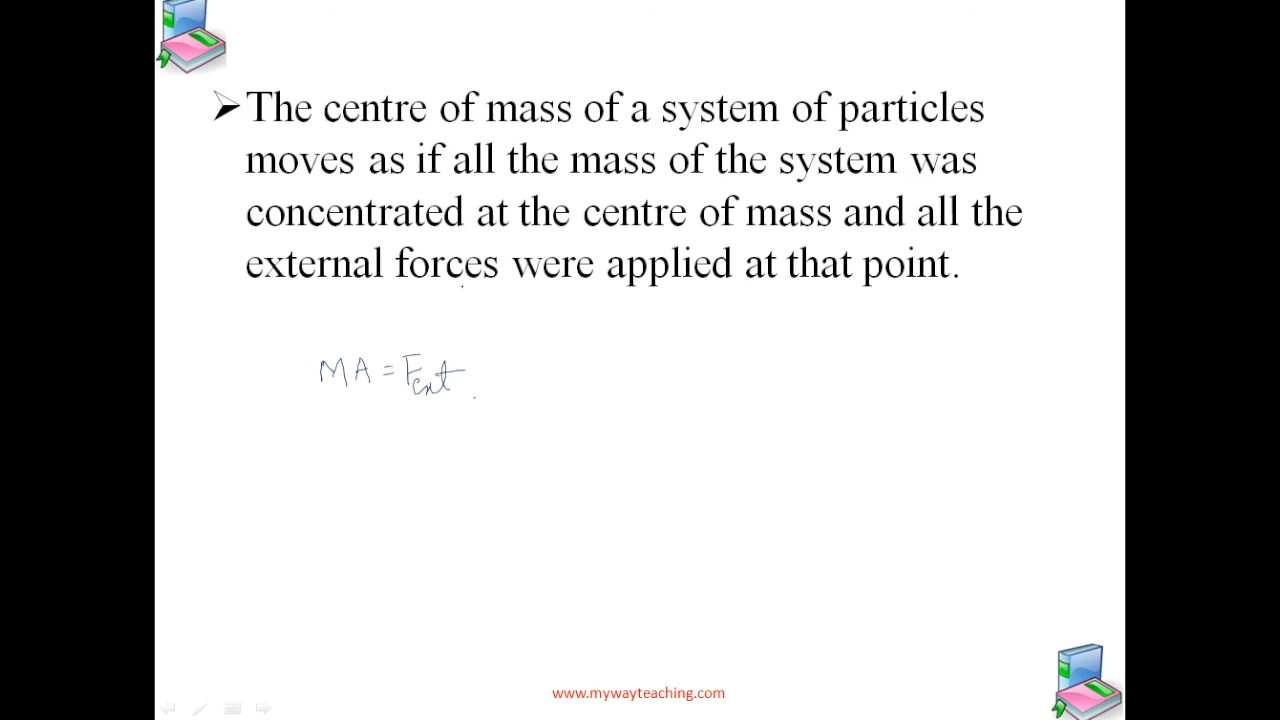 ➢The centre of mass of a system of particles
moves as if all the mass of the system was
concentrated at the centre of mass and all the
external forces were applied at that point.
MA = Fext
www.mywayteaching.com